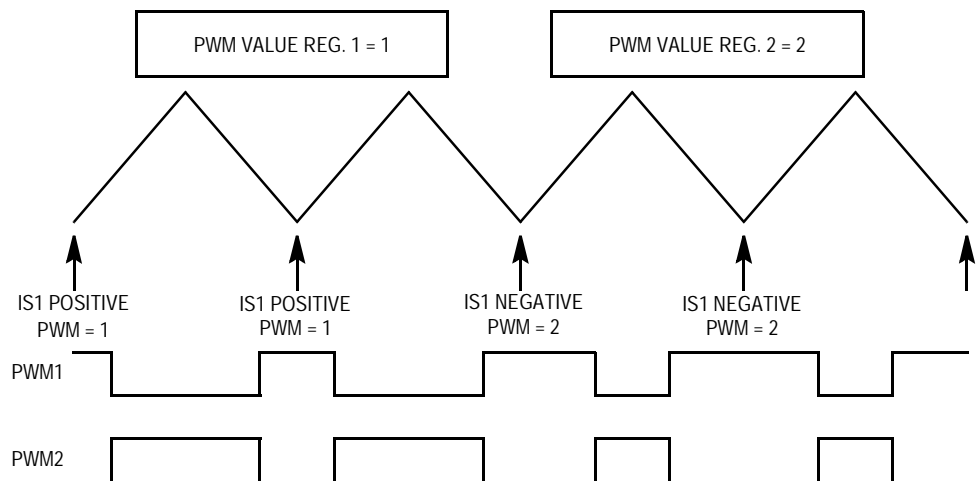 PWM VALUE REG. 1 = 1
PWM VALUE REG. 2 = 2
IS1 POSITIVE
PWM = 1
IS1 POSITIVE
PWM = 1
IS1 NEGATIVE
PWM = 2
IS1 NEGATIVE
PWM = 2
PWM1
PWM2